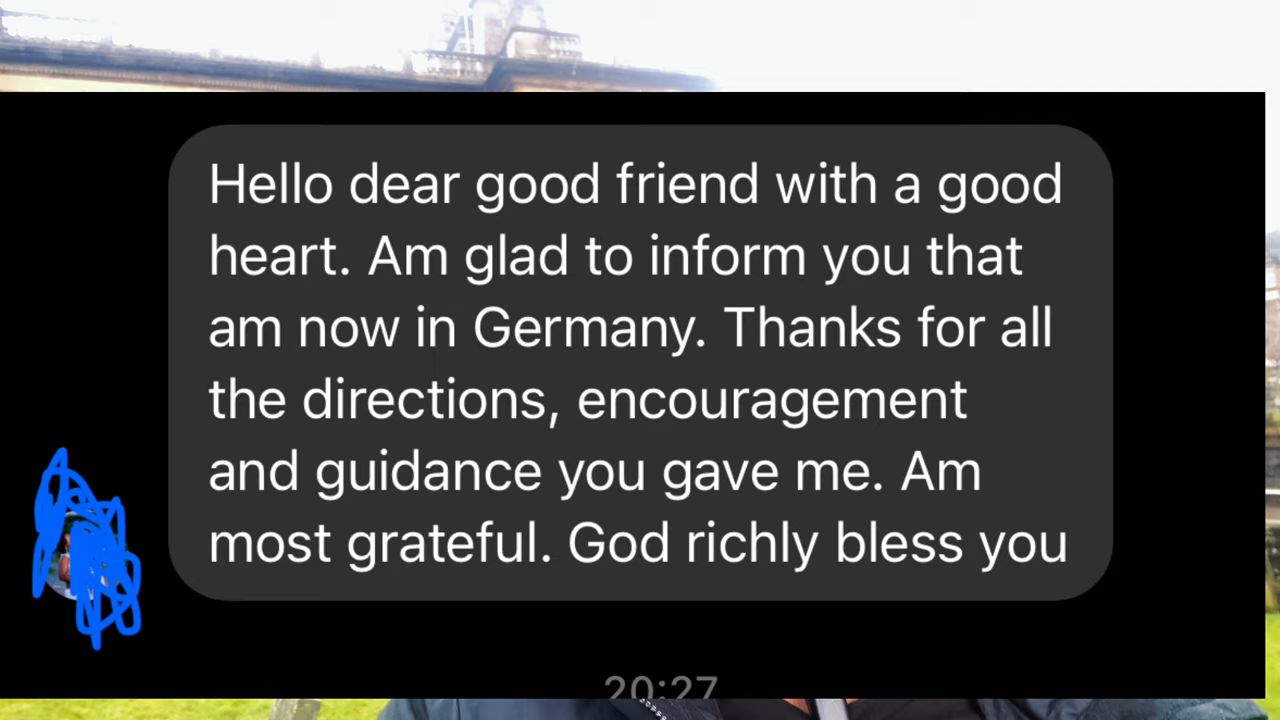 Hello dear good friend with a good
heart. Am glad to inform you that
am now in Germany. Thanks for all
the directions, encouragement
and guidance you gave me. Am
most grateful. God richly bless you
20:27